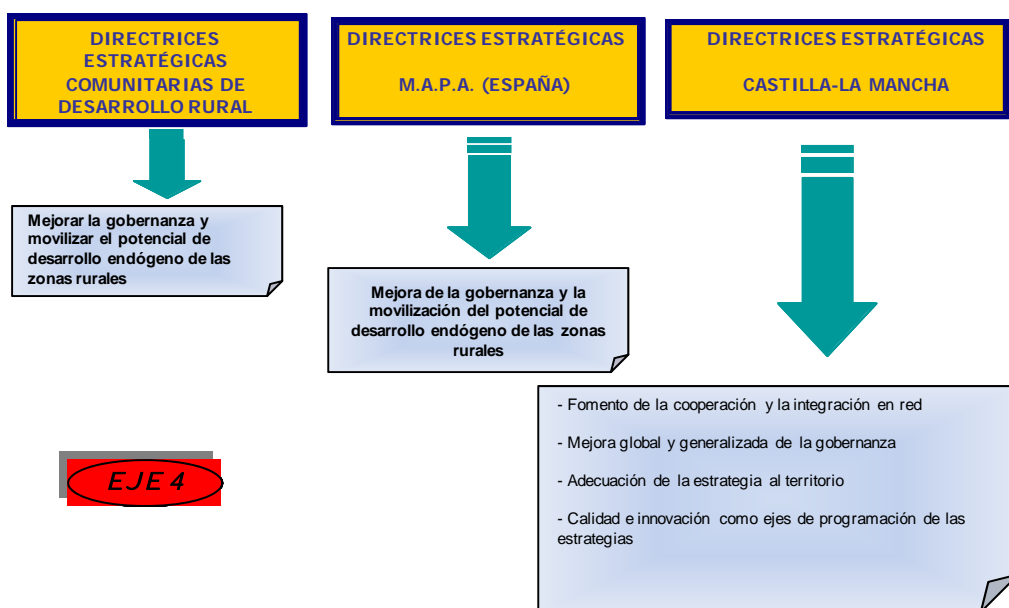 DIRECTRICES
ESTRATÉGICAS
COMUNITARIAS DE
DESARROLLO RURAL
DIRECTRICES ESTRATÉGICAS
M.A.P.A. (ESPAÑA)
DIRECTRICES ESTRATÉGICAS
CASTILLA-LA MANCHA
Mejorar la gobernanza y
movilizar el potencial de
desarrollo endógeno de las
zonas rurales
Mejora de la gobernanza y la
movilización del potencial de
desarrollo endógeno de las zonas
rurales
- Fomento de la cooperación y la integración en red
- Mejora global y generalizada de la gobernanza
- Adecuación de la estrategia al territorio
- Calidad e innovación como ejes de programación de las
estrategias
EJE 4